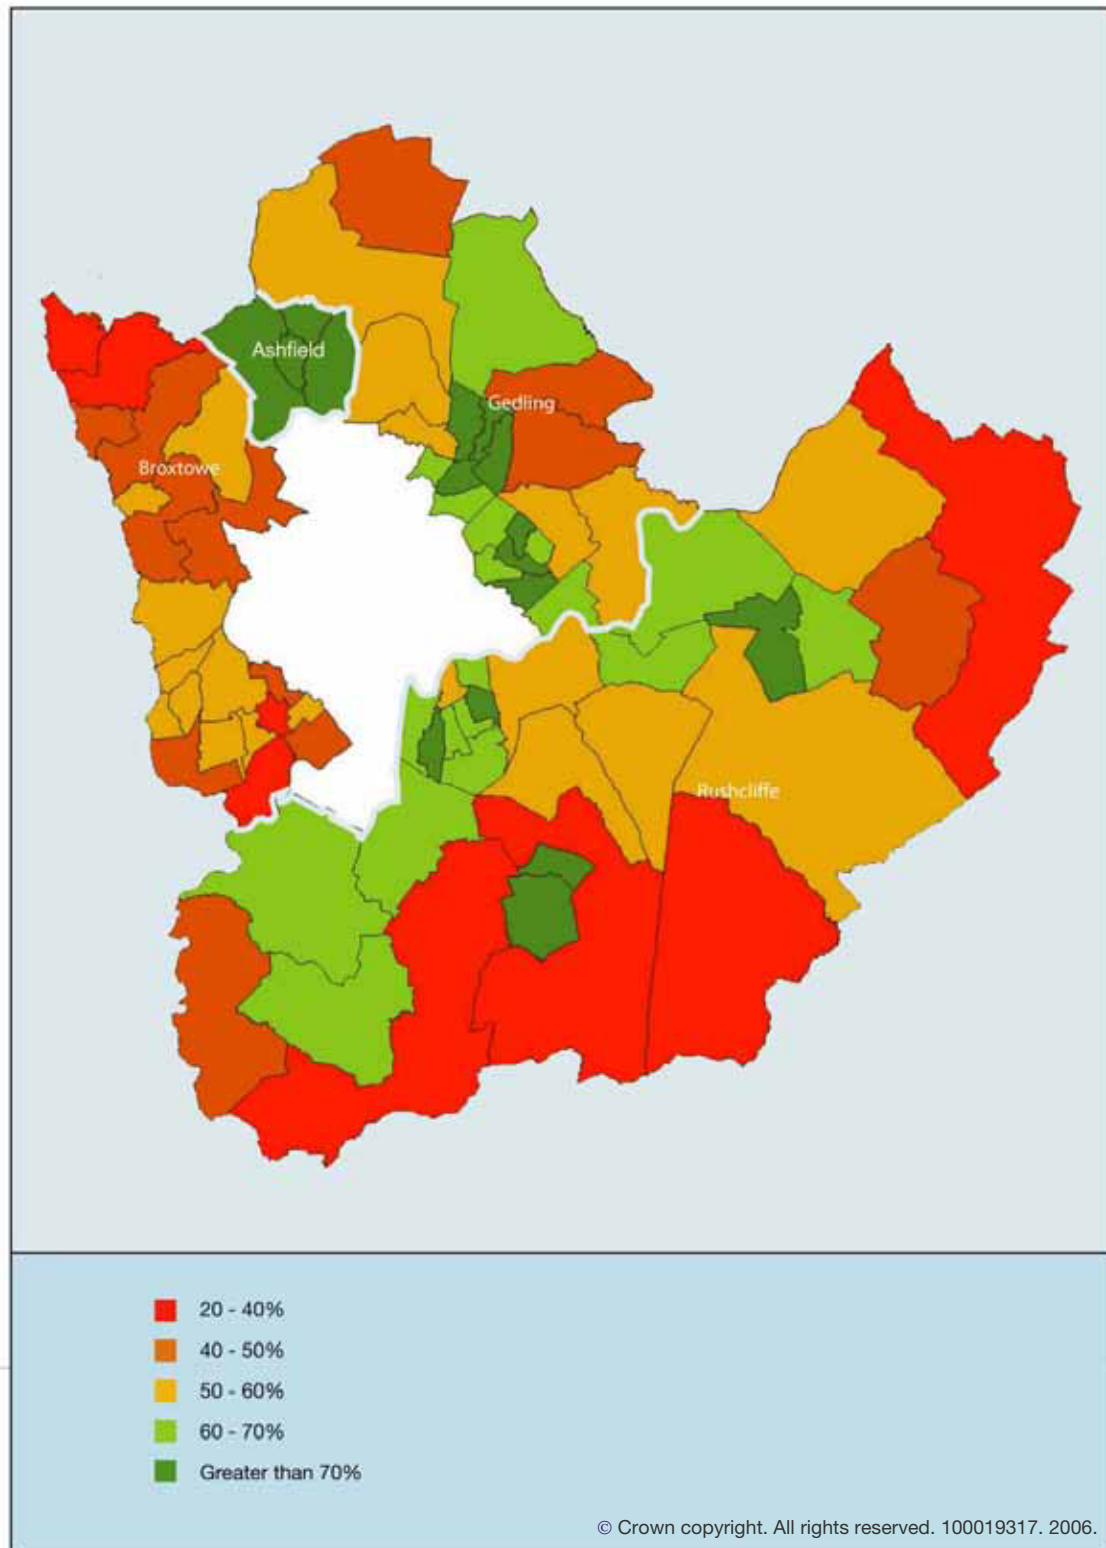 Ashfield
Gedling
Broxtowe
Rushcliffe
20 - 40%
40 - 50%
50 - 60%
60 - 70%
Greater than 70%
© Crown copyright. All rights reserved. 100019317. 2006.